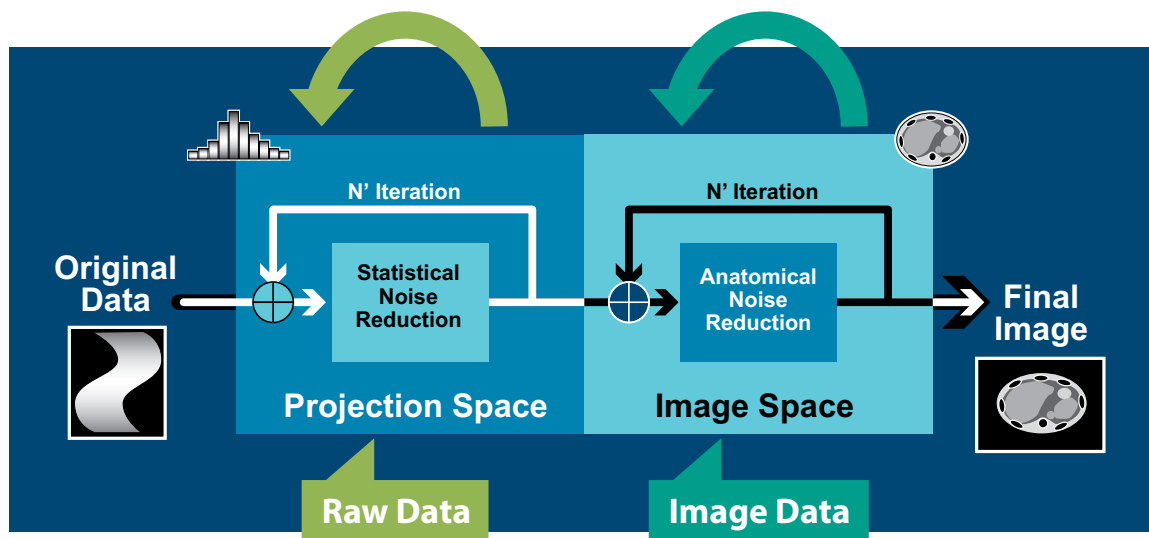 N’ Iteration
N’ Iteration
Original
Data
Statistical
Noise
Reduction
Anatomical
Noise
Reduction
Final
Image
Projection Space
Image Space
Raw Data
Image Data